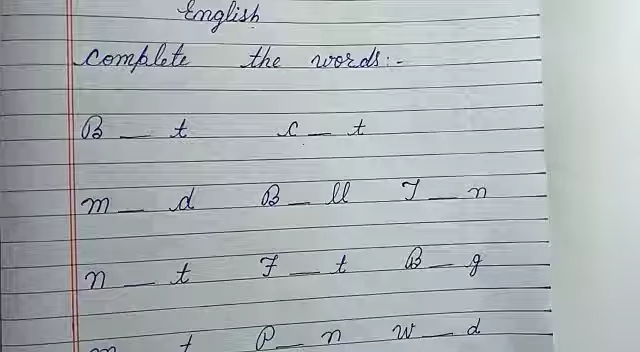 English
Complete the words:-
B _ t   C _ t
m _ d   B _ ll   T _ n
n _ t   F _ t   B _ g
m _ t   P _ n   W _ d